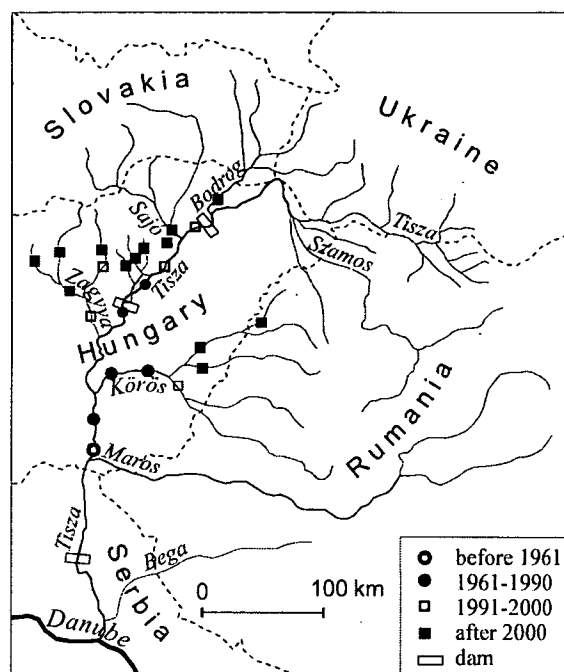 Slovakia
Ukraine
Bodrog
Sajó
Tisza
Szamos
Zagyva
Tisza
Hungary
Körös
Rumania
Maros
Tisza
Serbia
Bega
Danube
0 100 km
before 1961
1961-1990
1991-2000
after 2000
dam